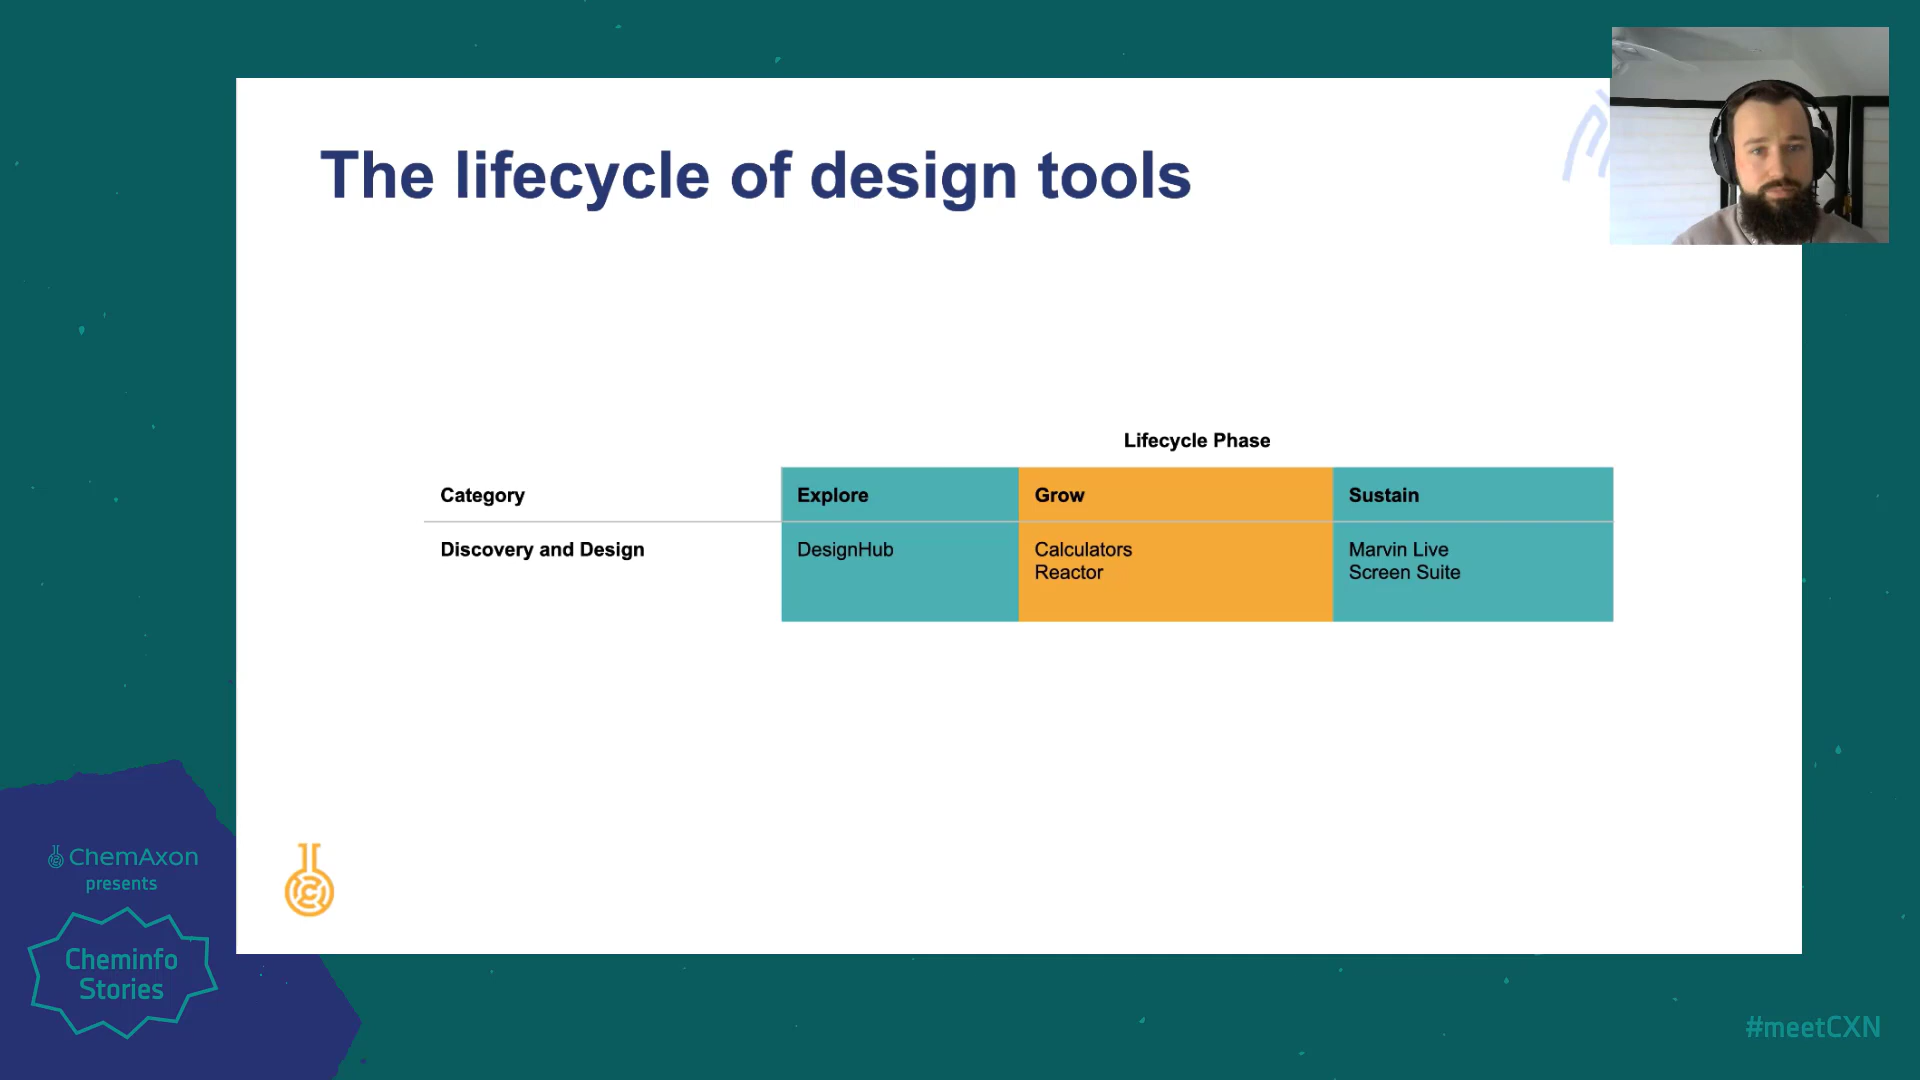 The lifecycle of design tools
Lifecycle Phase
Category Explore Grow Sustain
Discovery and Design DesignHub Calculators Marvin Live
Reactor Screen Suite
ChemAxon
presents
Cheminfo
Stories
#meetCXN